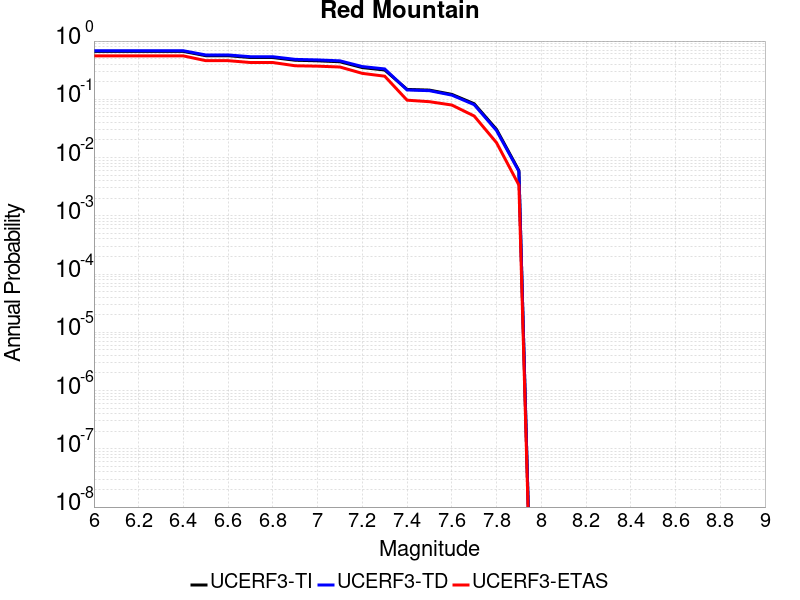 Red Mountain
10^0
10^-1
10^-2
10^-3
10^-4
10^-5
10^-6
10^-7
10^-8
Annual Probability
6 6.2 6.4 6.6 6.8 7 7.2 7.4 7.6 7.8 8 8.2 8.4 8.6 8.8 9
Magnitude
UCERF3-TI UCERF3-TD UCERF3-ETAS